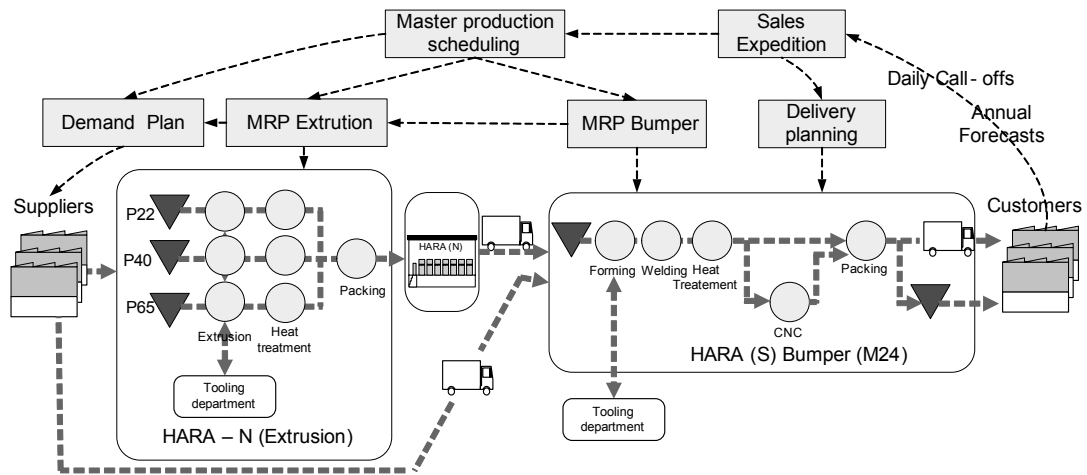 Master production
scheduling
Sales
Expedition
Daily Call - offs
Annual
Forecasts
Demand Plan
MRP Extrution
MRP Bumper
Delivery
planning
Suppliers
Customers
P22
P40
P65
Extrusion
Heat
treatment
Packing
HARA (N)
Forming
Welding
Heat
Treatement
Packing
CNC
HARA (S) Bumper (M24)
Tooling
department
HARA – N (Extrusion)
Tooling
department